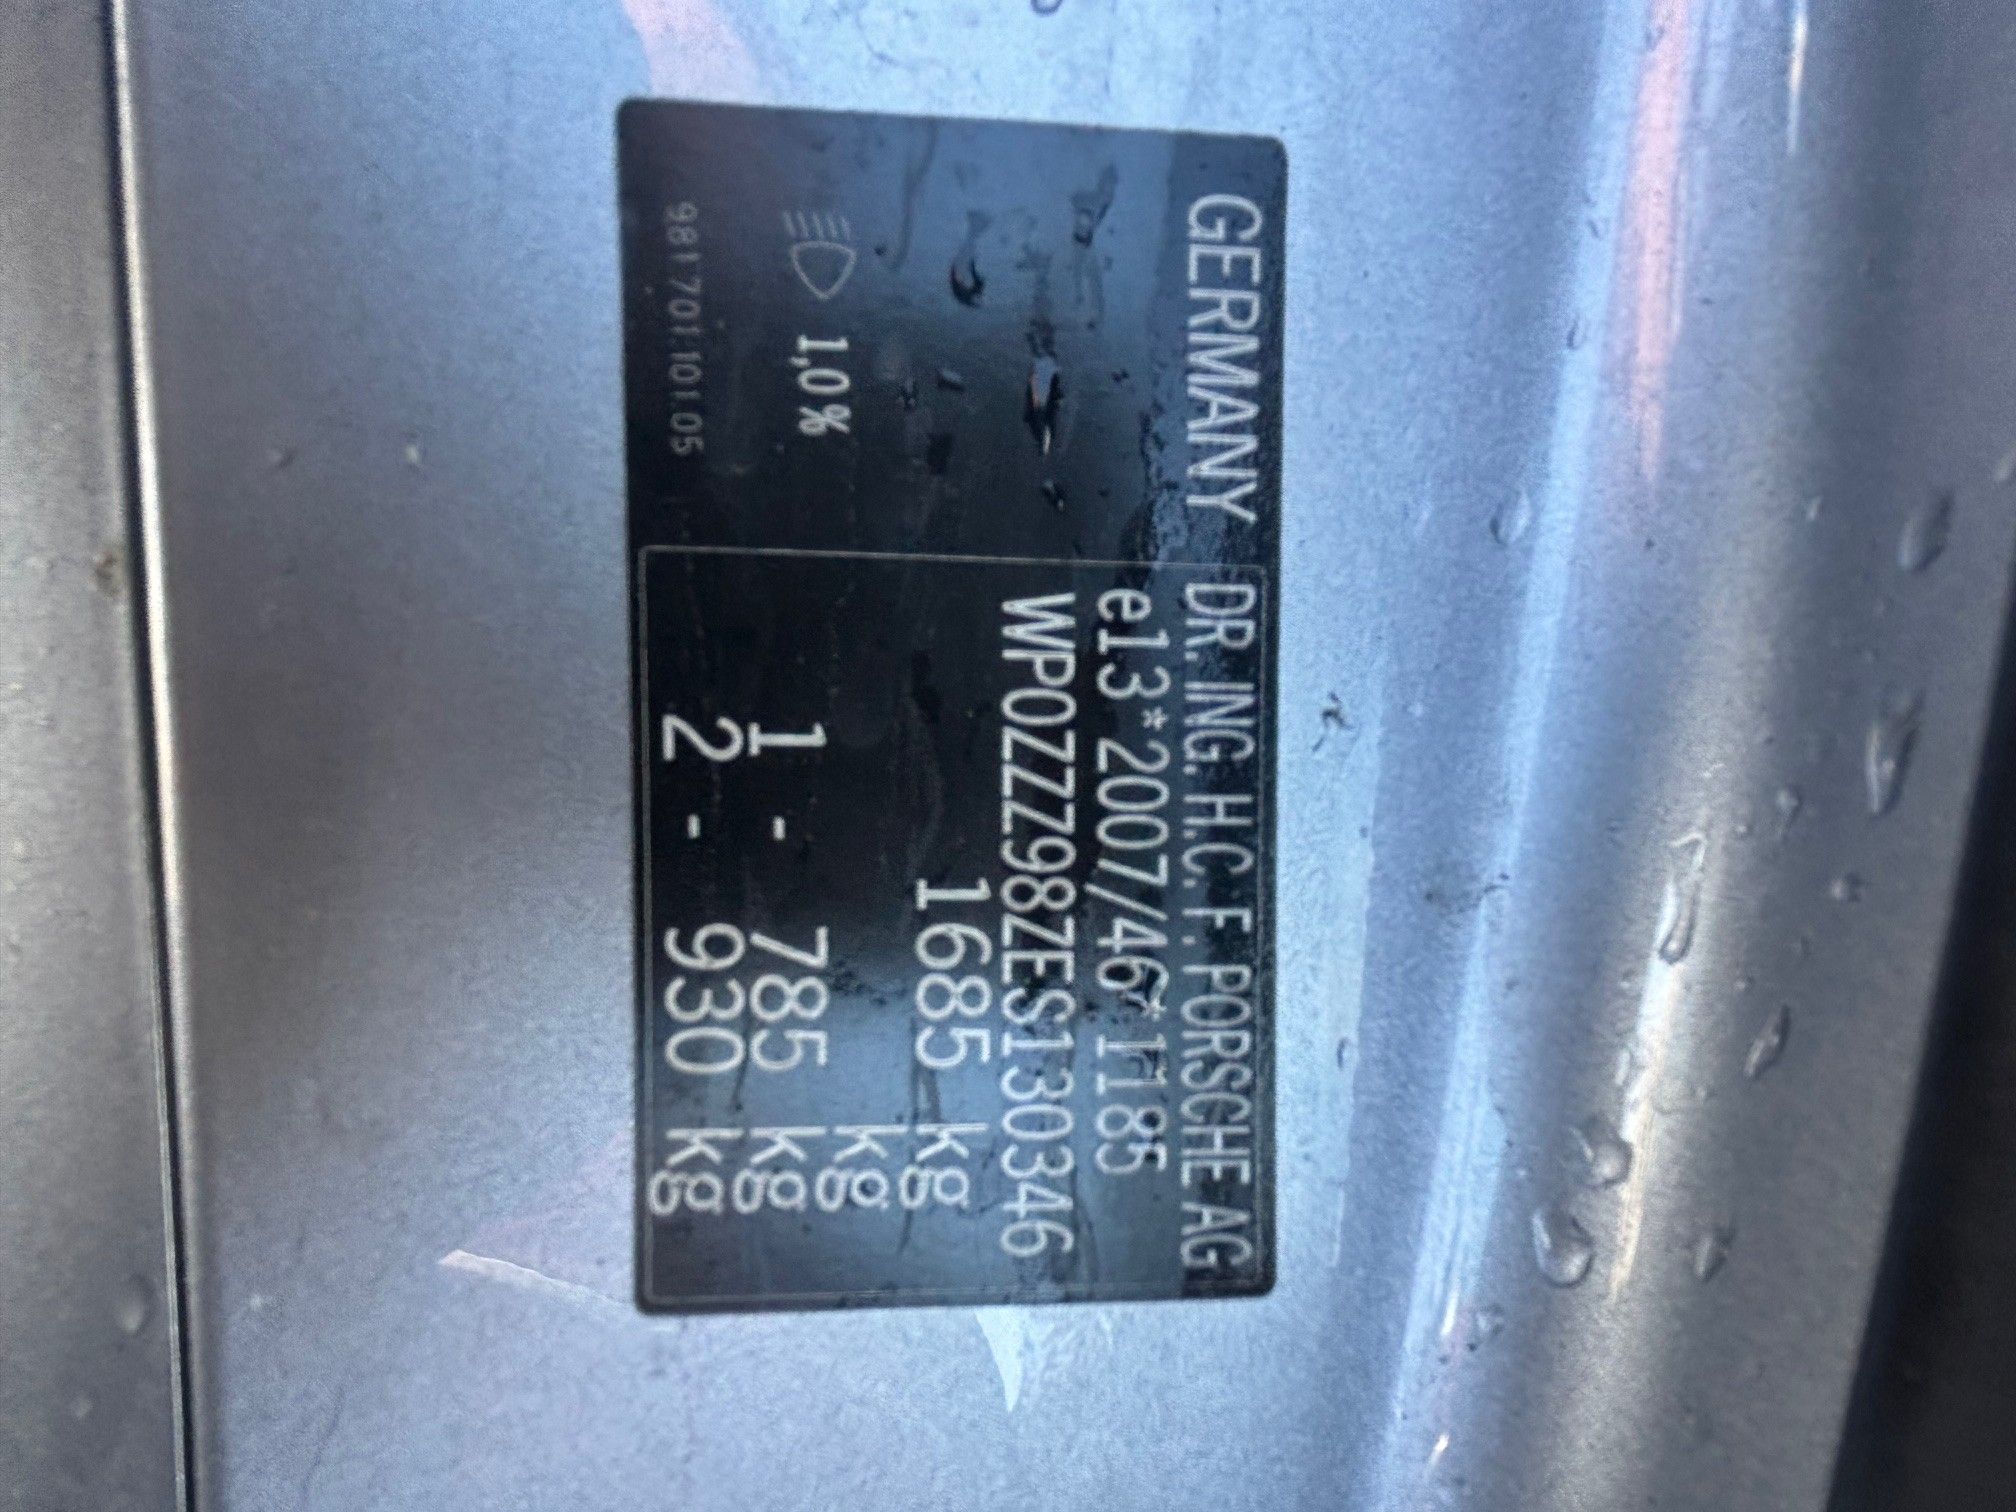 GERMANY DR. ING. H.C. F. PORSCHE AG
e13*2007/46*1185
WP0ZZZ98ZES130346
1685 kg
kg
1,0% 1 - 785 kg
2 - 930 kg
981.701.101.05